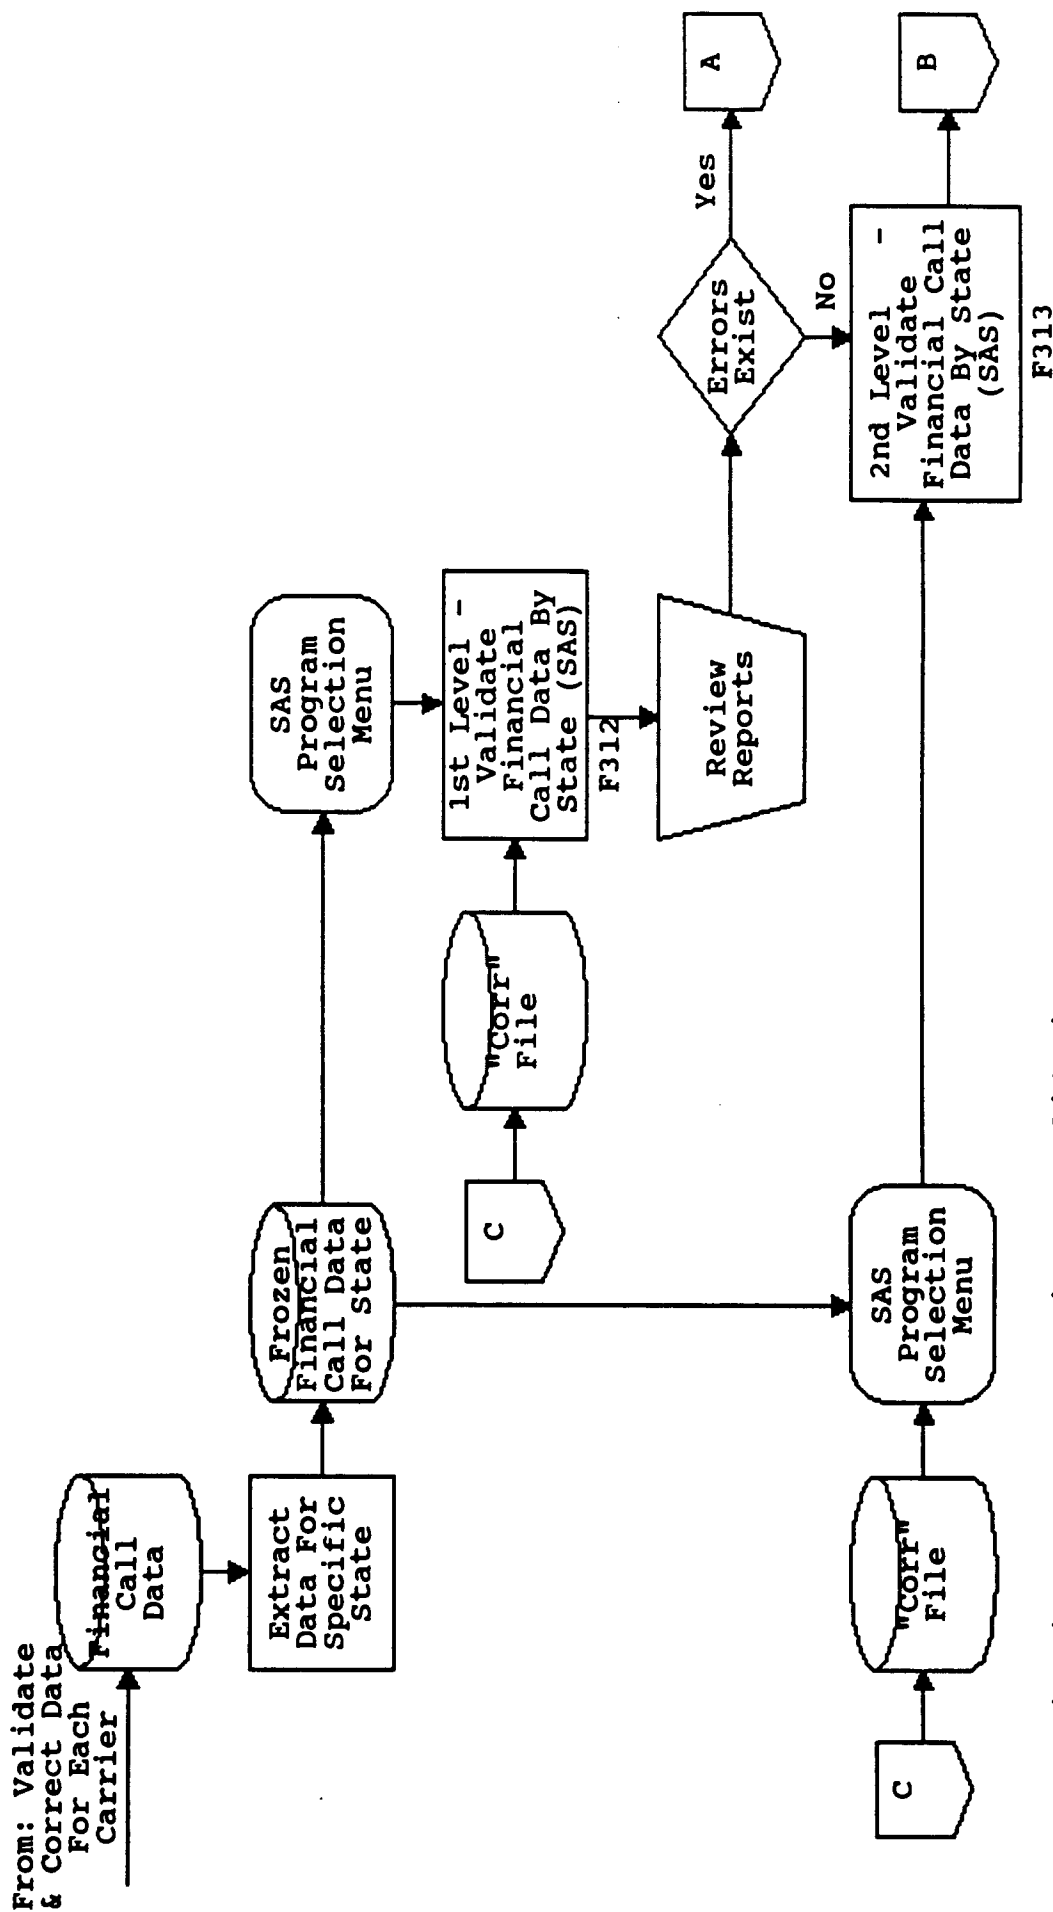 From: Validate
& Correct Data
For Each
Carrier
Financial
Call
Data
Extract
Data For
Specific
State
Frozen
Financial
Call Data
For State
SAS
Program
Selection
Menu
C
"Corr"
File
1st Level -
Validate
Financial
Call Data By
State (SAS)
F312
Review
Reports
Errors
Exist
Yes
A
No
C
"Corr"
File
SAS
Program
Selection
Menu
2nd Level -
Validate
Financial Call
Data By State
(SAS)
F313
B